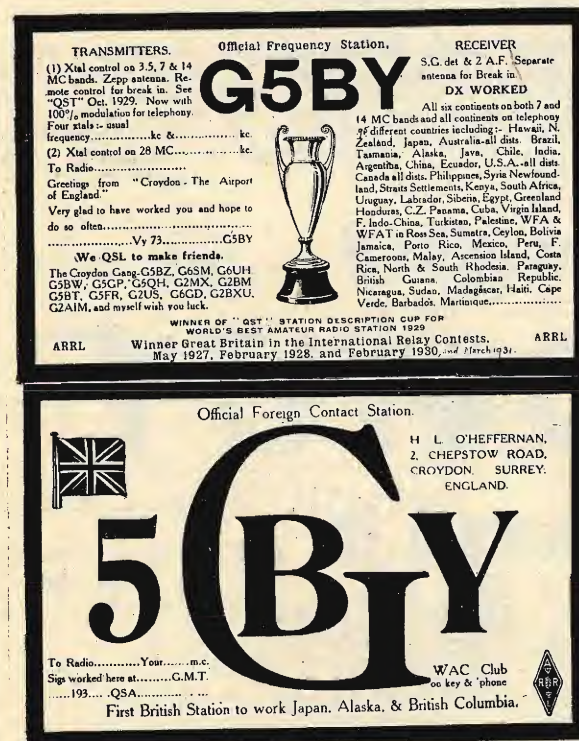 TRANSMITTERS.
(1) Xtal control on 3.5, 7 & 14
MC bands. Zepp antenna. Re-
mote control for break in. See
"QST" Oct. 1929. Now with
100% modulation for telephony.
Four xtals :- usual
frequency...............kc &...............kc.
(2) Xtal control on 28 MC...............kc.
To Radio.....................
Greetings from "Croydon - The Airport
of England."
Very glad to have worked you and hope to
do so often.....................
.....................Vy 73..............G5BY
We QSL to make friends.
The Croydon Gang-G5BZ, G6SM, G6UH
G5BW, G5GP, G5QH, G2MX, G2BM
G5BT, G5FR, G2US, G6GD, G2BXU,
G2AIM, and myself wish you luck.
Official Frequency Station,
G5BY
RECEIVER
S.G. det & 2 A.F. Separate
antenna for Break in
DX WORKED
All six continents on both 7 and
14 MC bands and all continents on telephony
98 different countries including :- Hawaii, N.
Zealand, Japan, Australia-all dists. Brazil,
Tasmania, Alaska, Java, Chile, India,
Argentiha, China, Ecuador, U.S.A.-all dists.
Canada all dists. Philippines, Syria Newfound-
land, Straits Settlements, Kenya, South Africa,
Uruguay, Labrador, Siberia, Egypt, Greenland
Honduras, C.Z. Panama, Cuba, Virgin Island,
F. Indo-China, Turkistan, Palestine, WFA &
WFAT in Ross Sea, Sumatra, Ceylon, Bolivia
Jamaica, Porto Rico, Mexico, Peru, F.
Cameroons, Malay, Ascension Island, Costa
Rica, North & South Rhodesia. Paraguay,
British Guiana, Colombian Republic,
Nicaragua, Sudan, Madagascar, Haiti, Cape
Verde, Barbados, Martinique..................
WINNER OF "QST" STATION DESCRIPTION CUP FOR
WORLD'S BEST AMATEUR RADIO STATION 1929
ARRL Winner Great Britain in the International Relay Contests. ARRL
May 1927, February 1928, and February 1930, and March 1931.
Official Foreign Contact Station.
H L. O'HEFFERNAN,
2, CHEPSTOW ROAD,
CROYDON, SURREY.
ENGLAND.
G
5BY
I
To Radio............Your.......m.c.
Sigs worked here at.........G.M.T.
......193.....QSA................
WAC Club
on key & 'phone
ARRL
First British Station to work Japan, Alaska, & British Columbia.